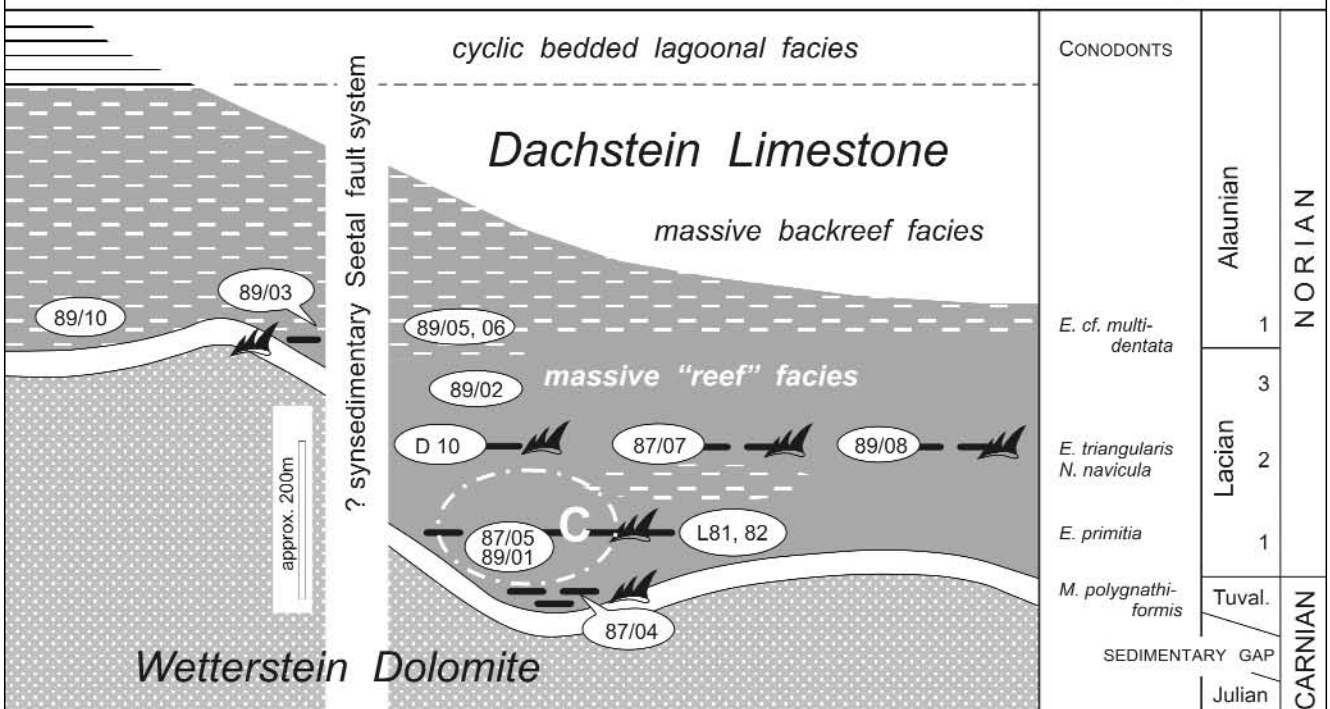 cyclic bedded lagoonal facies
CONODONTS
? synsedimentary Seetal fault system
Dachstein Limestone
massive backreef facies
Alaunian
NORIAN
89/03
89/10
89/05, 06
E. cf. multi-
dentata
1
massive "reef" facies
3
89/02
D 10
87/07
89/08
E. triangularis
N. navicula
2
Lacian
approx. 200m
C
87/05
89/01
L81, 82
E. primitia
1
M. polygnathi-
formis
Tuval.
87/04
CARNIAN
SEDIMENTARY GAP
Wetterstein Dolomite
Julian